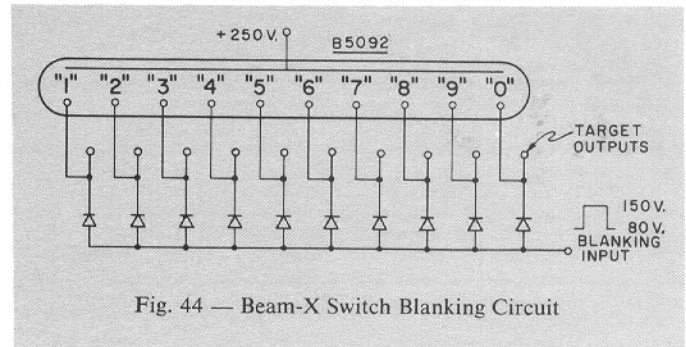 +250V.
B5092
"1" "2" "3" "4" "5" "6" "7" "8" "9" "0"
TARGET
OUTPUTS
150 V.
80 V.
BLANKING
INPUT
Fig. 44 — Beam-X Switch Blanking Circuit